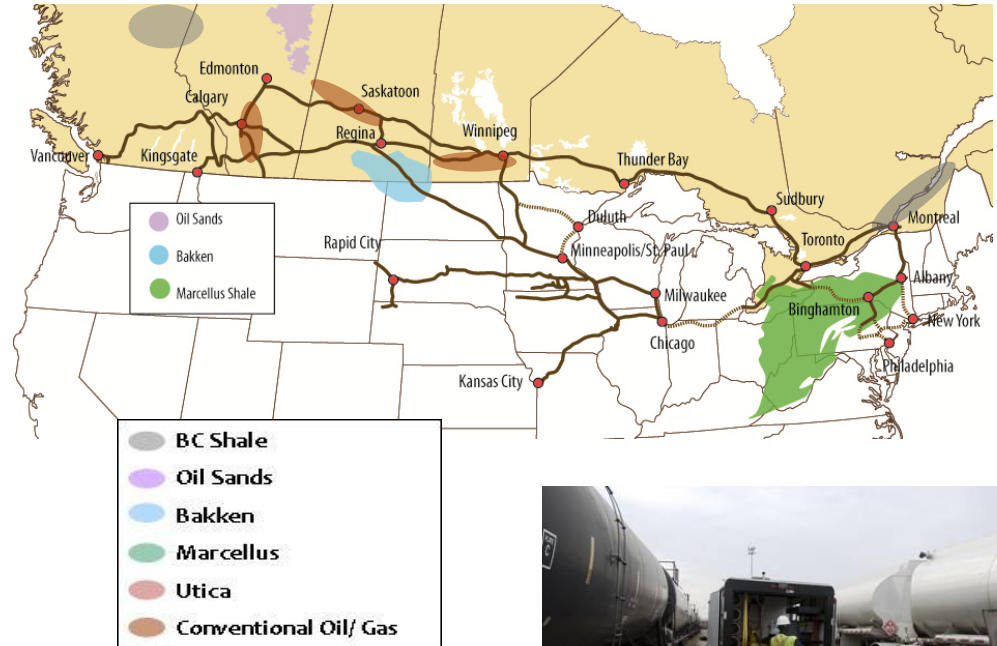 Edmonton
Saskatoon
Calgary
Regina
Winnipeg
Vancouver
Kingsgate
Thunder Bay
Sudbury
Montreal
Oil Sands
Bakken
Marcellus Shale
Duluth
Toronto
Rapid City
Minneapolis/St. Paul
Albany
Milwaukee
Binghamton
New York
Chicago
Philadelphia
Kansas City
BC Shale
Oil Sands
Bakken
Marcellus
Utica
Conventional Oil/ Gas